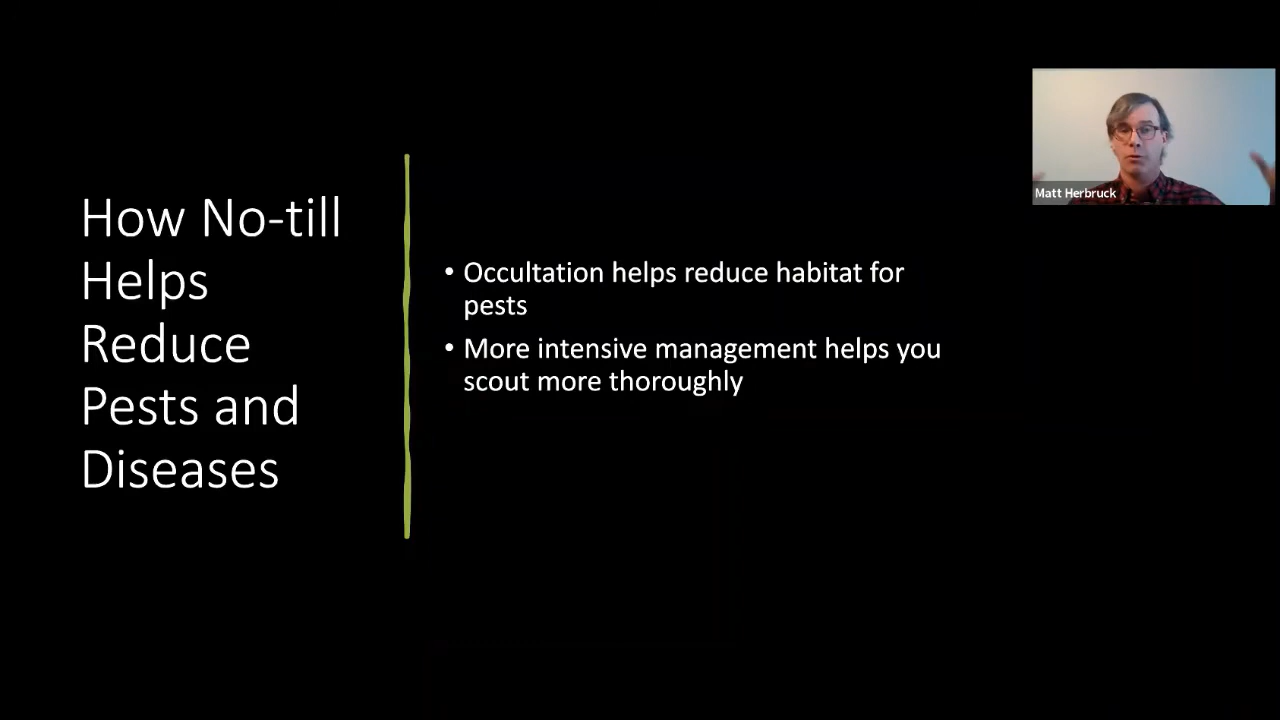 How No-till
Helps
Reduce
Pests and
Diseases
• Occultation helps reduce habitat for
pests
• More intensive management helps you
scout more thoroughly
Matt Herbruck